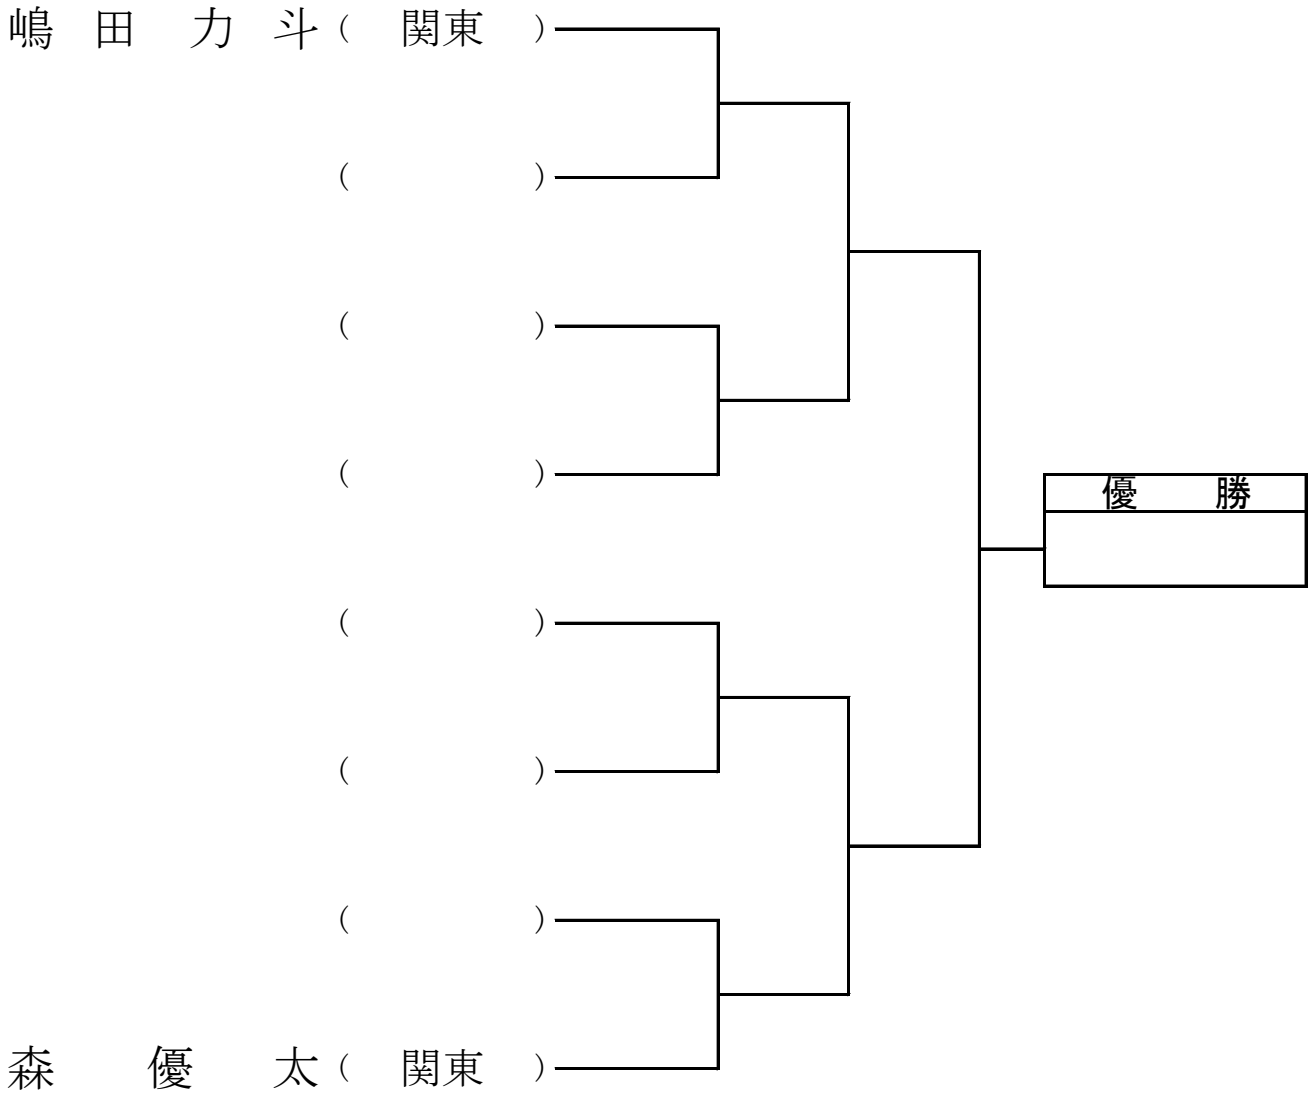 嶋田 力斗（ 関東 ）
（ ）
（ ）
（ ）
優 勝
（ ）
（ ）
（ ）
森 優 太（ 関東 ）